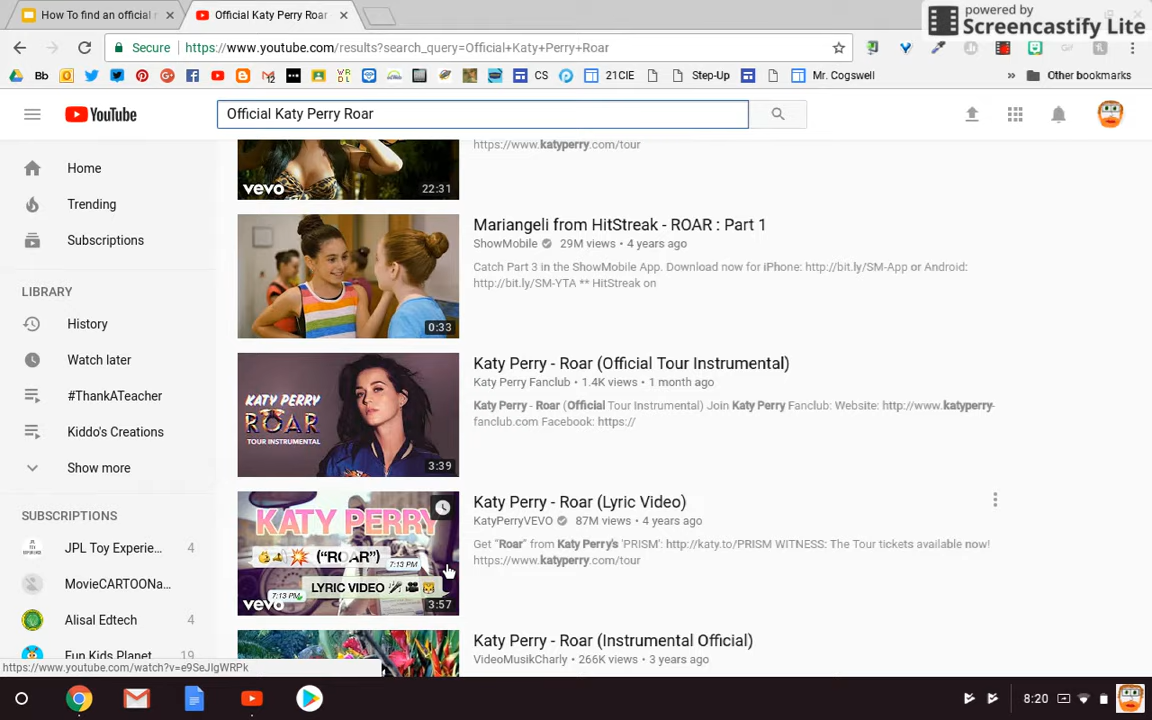 How To find an official
Official Katy Perry Roar
powered by
Screencastify Lite
Secure
https://www.youtube.com/results?search_query=Official+Katy+Perry+Roar
Bb
CS
21CIE
Step-Up
Mr. Cogswell
»
Other bookmarks
YouTube
Official Katy Perry Roar
Home
Trending
Subscriptions
LIBRARY
History
Watch later
#ThankATeacher
Kiddo's Creations
Show more
SUBSCRIPTIONS
JPL Toy Experie...
4
MovieCARTOONa...
Alisal Edtech
4
Fun Kids Planet
19
https://www.youtube.com/watch?v=e9SeJIgWRPk
vevo
22:31
https://www.katyperry.com/tour
0:33
Mariangeli from HitStreak - ROAR : Part 1
ShowMobile 29M views • 4 years ago
Catch Part 3 in the ShowMobile App. Download now for iPhone: http://bit.ly/SM-App or Android:
http://bit.ly/SM-YTA ** HitStreak on
KATY PERRY
ROAR
TOUR INSTRUMENTAL
3:39
Katy Perry - Roar (Official Tour Instrumental)
Katy Perry Fanclub • 1.4K views • 1 month ago
Katy Perry - Roar (Official Tour Instrumental) Join Katy Perry Fanclub: Website: http://www.katyperry-
fanclub.com Facebook: https://
KATY PERRY
("ROAR")
7:13 PM
LYRIC VIDEO
7:13 PM
vevo
3:57
Katy Perry - Roar (Lyric Video)
KatyPerryVEVO 87M views • 4 years ago
Get "Roar" from Katy Perry's 'PRISM': http://katy.to/PRISM WITNESS: The Tour tickets available now!
https://www.katyperry.com/tour
Katy Perry - Roar (Instrumental Official)
VideoMusikCharly • 266K views • 3 years ago
8:20